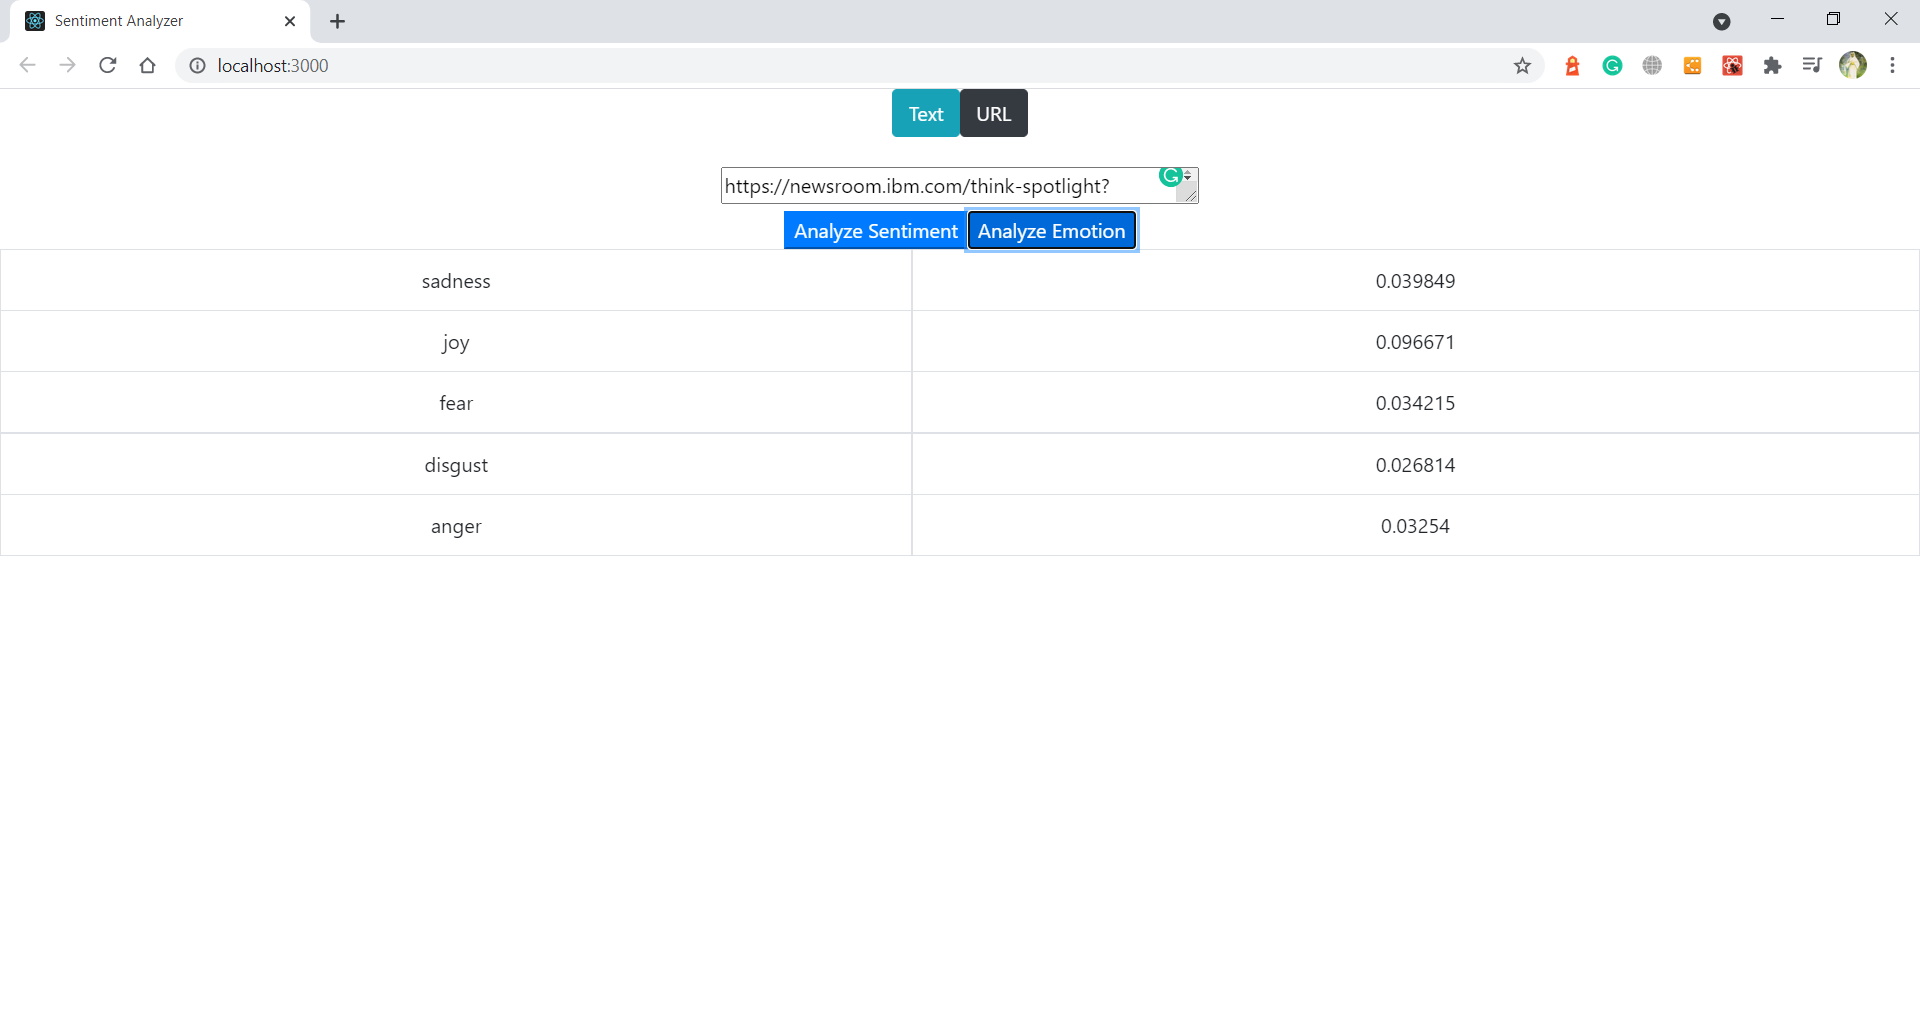 Sentiment Analyzer
localhost:3000
Text URL
https://newsroom.ibm.com/think-spotlight?
Analyze Sentiment Analyze Emotion
sadness 0.039849
joy 0.096671
fear 0.034215
disgust 0.026814
anger 0.03254